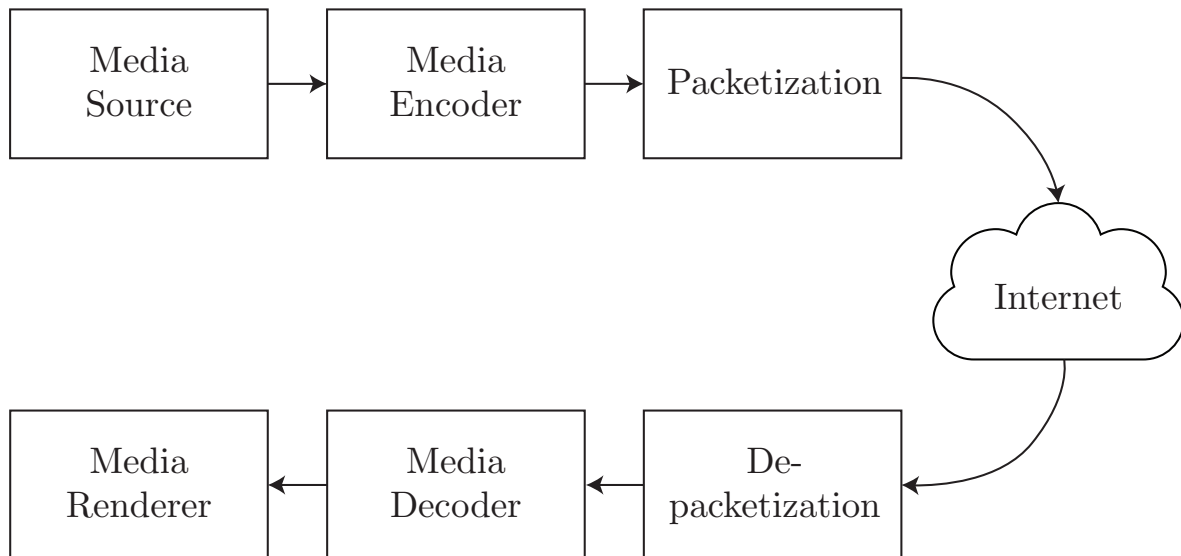 Media
Source
Media
Encoder
Packetization
Internet
De-
packetization
Media
Decoder
Media
Renderer